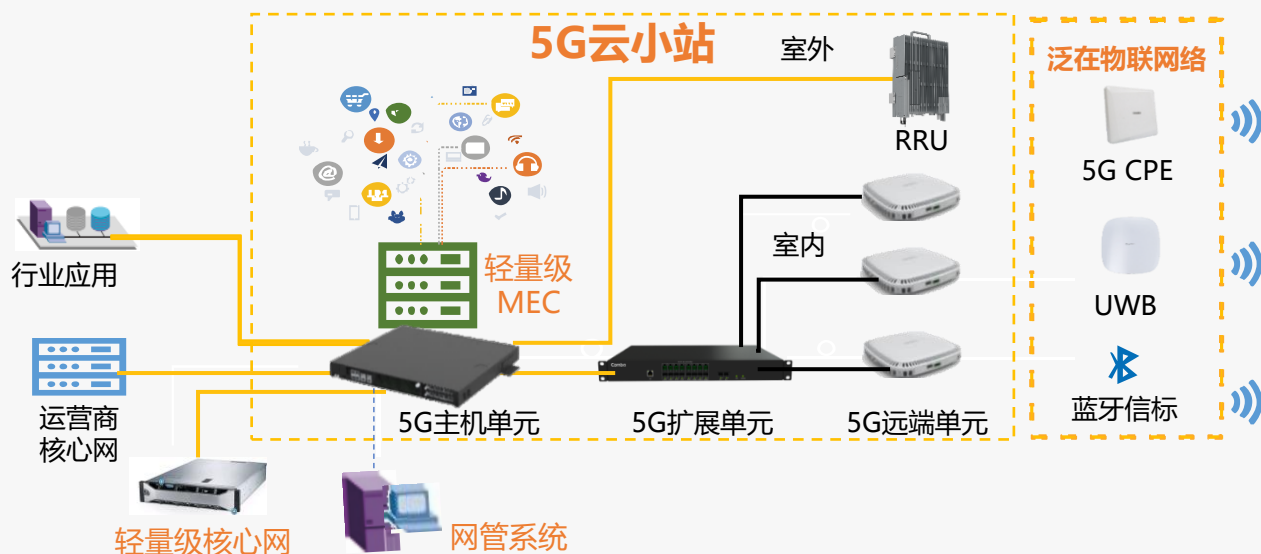 5G云小站
室外
RRU
泛在物联网络
5G CPE
行业应用
轻量级
MEC
室内
UWB
运营商
核心网
5G主机单元
5G扩展单元
5G远端单元
蓝牙信标
轻量级核心网
网管系统